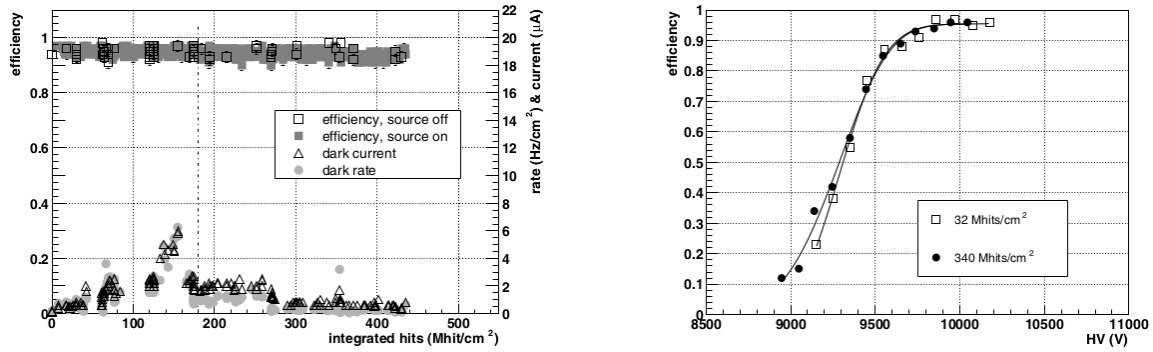 efficiency
1
0.8
0.6
0.4
0.2
0
0 100 200 300 400 500
integrated hits (Mhit/cm²)
22
20
18
16
14
12
10
8
6
4
2
0
rate (Hz/cm²) & current (μA)
efficiency, source off
efficiency, source on
dark current
dark rate
efficiency
1
0.9
0.8
0.7
0.6
0.5
0.4
0.3
0.2
0.1
0
8500 9000 9500 10000 10500 11000
HV (V)
32 Mhits/cm²
340 Mhits/cm²